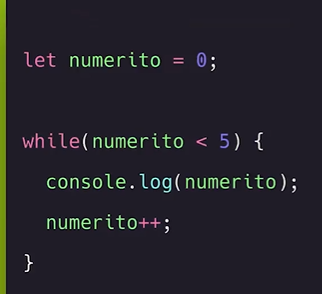 let numerito = 0;
while(numerito < 5) {
console.log(numerito);
numerito++;
}